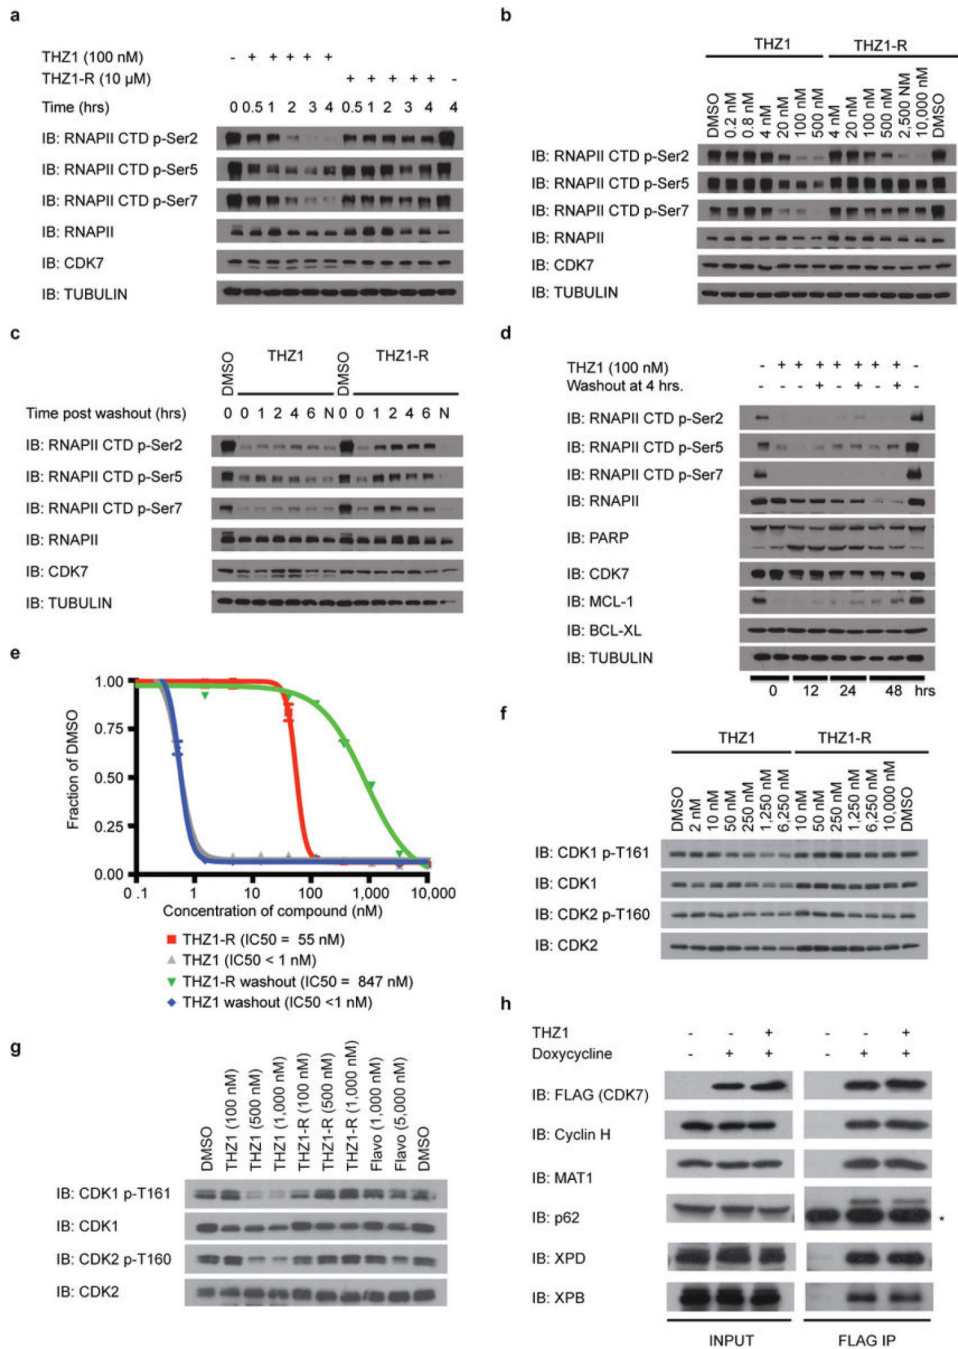 a
THZ1 (100 nM) - + + + + +
THZ1-R (10 µM) + + + + + -
Time (hrs) 0 0.5 1 2 3 4 0.5 1 2 3 4 4
IB: RNAPII CTD p-Ser2
IB: RNAPII CTD p-Ser5
IB: RNAPII CTD p-Ser7
IB: RNAPII
IB: CDK7
IB: TUBULIN
b
THZ1 THZ1-R
DMSO 0.2 nM 0.8 nM 4 nM 20 nM 100 nM 500 nM 4 nM 20 nM 100 nM 500 nM 2,500 NM 10,000 nM DMSO
IB: RNAPII CTD p-Ser2
IB: RNAPII CTD p-Ser5
IB: RNAPII CTD p-Ser7
IB: RNAPII
IB: CDK7
IB: TUBULIN
c
DMSO THZ1 DMSO THZ1-R
Time post washout (hrs) 0 0 1 2 4 6 N 0 0 1 2 4 6 N
IB: RNAPII CTD p-Ser2
IB: RNAPII CTD p-Ser5
IB: RNAPII CTD p-Ser7
IB: RNAPII
IB: CDK7
IB: TUBULIN
d
THZ1 (100 nM) - + + + + + + + -
Washout at 4 hrs. - - - + - + - + -
IB: RNAPII CTD p-Ser2
IB: RNAPII CTD p-Ser5
IB: RNAPII CTD p-Ser7
IB: RNAPII
IB: PARP
IB: CDK7
IB: MCL-1
IB: BCL-XL
IB: TUBULIN
0 12 24 48 hrs
e
Fraction of DMSO
1.00
0.75
0.50
0.25
0.00
0.1 1 10 100 1,000 10,000
Concentration of compound (nM)
THZ1-R (IC50 = 55 nM)
THZ1 (IC50 < 1 nM)
THZ1-R washout (IC50 = 847 nM)
THZ1 washout (IC50 <1 nM)
f
THZ1 THZ1-R
DMSO 2 nM 10 nM 50 nM 250 nM 1,250 nM 6,250 nM 10 nM 50 nM 250 nM 1,250 nM 6,250 nM 10,000 nM DMSO
IB: CDK1 p-T161
IB: CDK1
IB: CDK2 p-T160
IB: CDK2
g
DMSO THZ1 (100 nM) THZ1 (500 nM) THZ1 (1,000 nM) THZ1-R (100 nM) THZ1-R (500 nM) THZ1-R (1,000 nM) Flavo (1,000 nM) Flavo (5,000 nM) DMSO
IB: CDK1 p-T161
IB: CDK1
IB: CDK2 p-T160
IB: CDK2
h
THZ1 - - + - - +
Doxycycline - + + - + +
IB: FLAG (CDK7)
IB: Cyclin H
IB: MAT1
IB: p62 *
IB: XPD
IB: XPB
INPUT FLAG IP